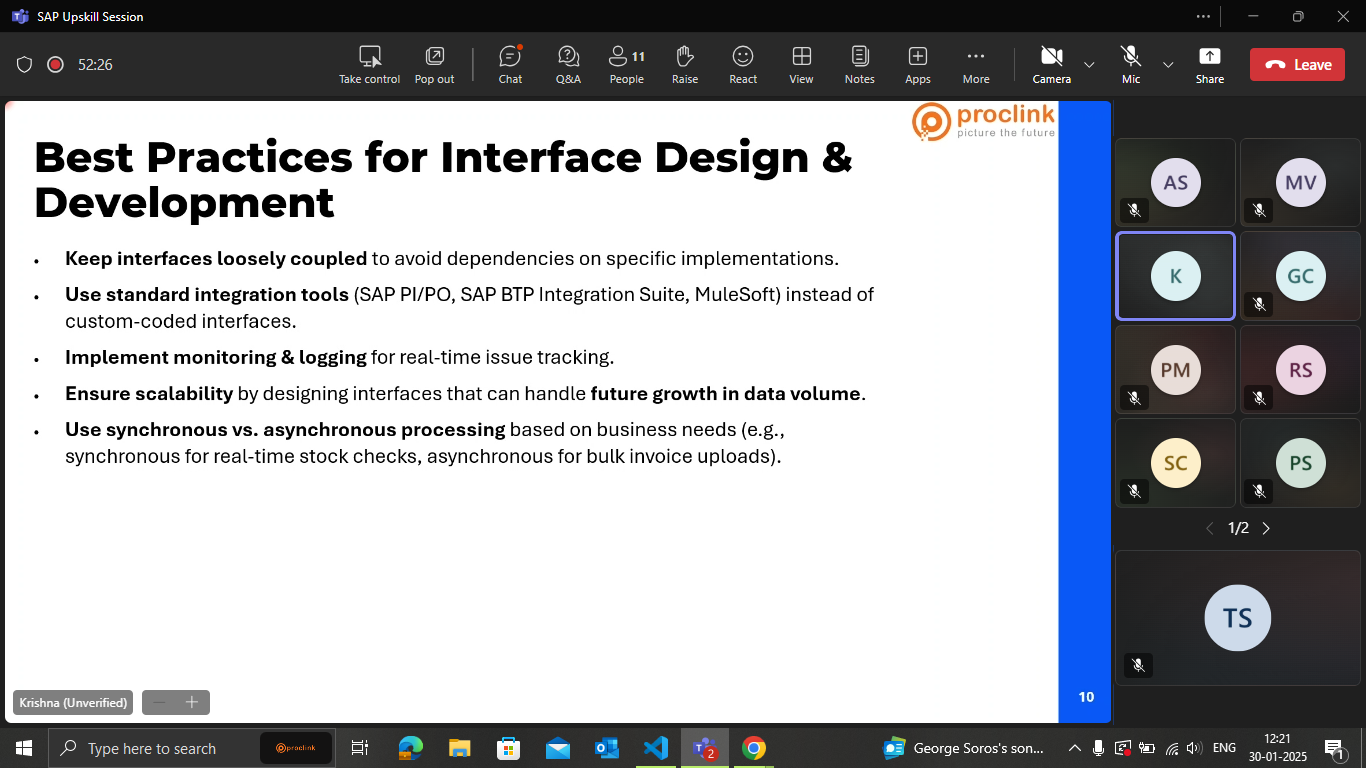 SAP Upskill Session
52:26
Take control
Pop out
Chat
Q&A
11
People
Raise
React
View
Notes
Apps
More
Camera
Mic
Share
Leave
proclink
picture the future
Best Practices for Interface Design &
Development
• Keep interfaces loosely coupled to avoid dependencies on specific implementations.
• Use standard integration tools (SAP PI/PO, SAP BTP Integration Suite, MuleSoft) instead of
custom-coded interfaces.
• Implement monitoring & logging for real-time issue tracking.
• Ensure scalability by designing interfaces that can handle future growth in data volume.
• Use synchronous vs. asynchronous processing based on business needs (e.g.,
synchronous for real-time stock checks, asynchronous for bulk invoice uploads).
10
Krishna (Unverified)
AS
MV
K
GC
PM
RS
SC
PS
1/2
TS
Type here to search
proclink
2
George Soros's son...
ENG
12:21
30-01-2025
1